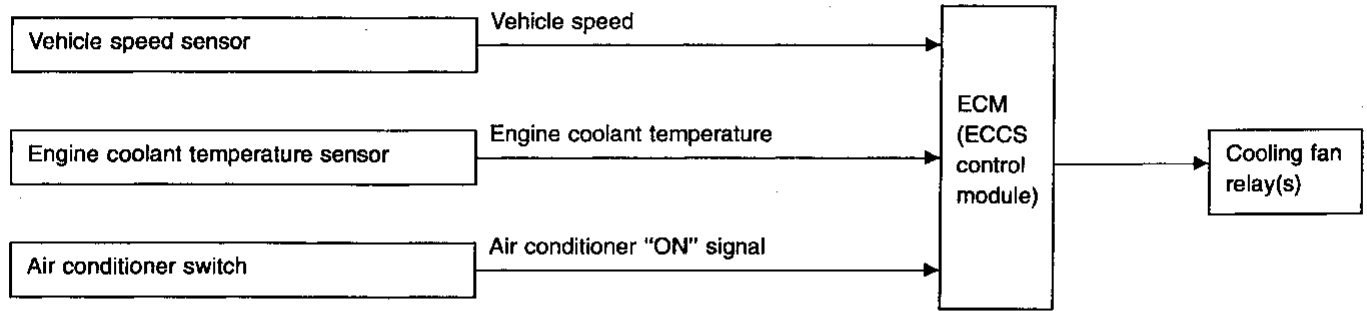 Vehicle speed sensor
Vehicle speed
Engine coolant temperature sensor
Engine coolant temperature
Air conditioner switch
Air conditioner “ON” signal
ECM
(ECCS
control
module)
Cooling fan
relay(s)